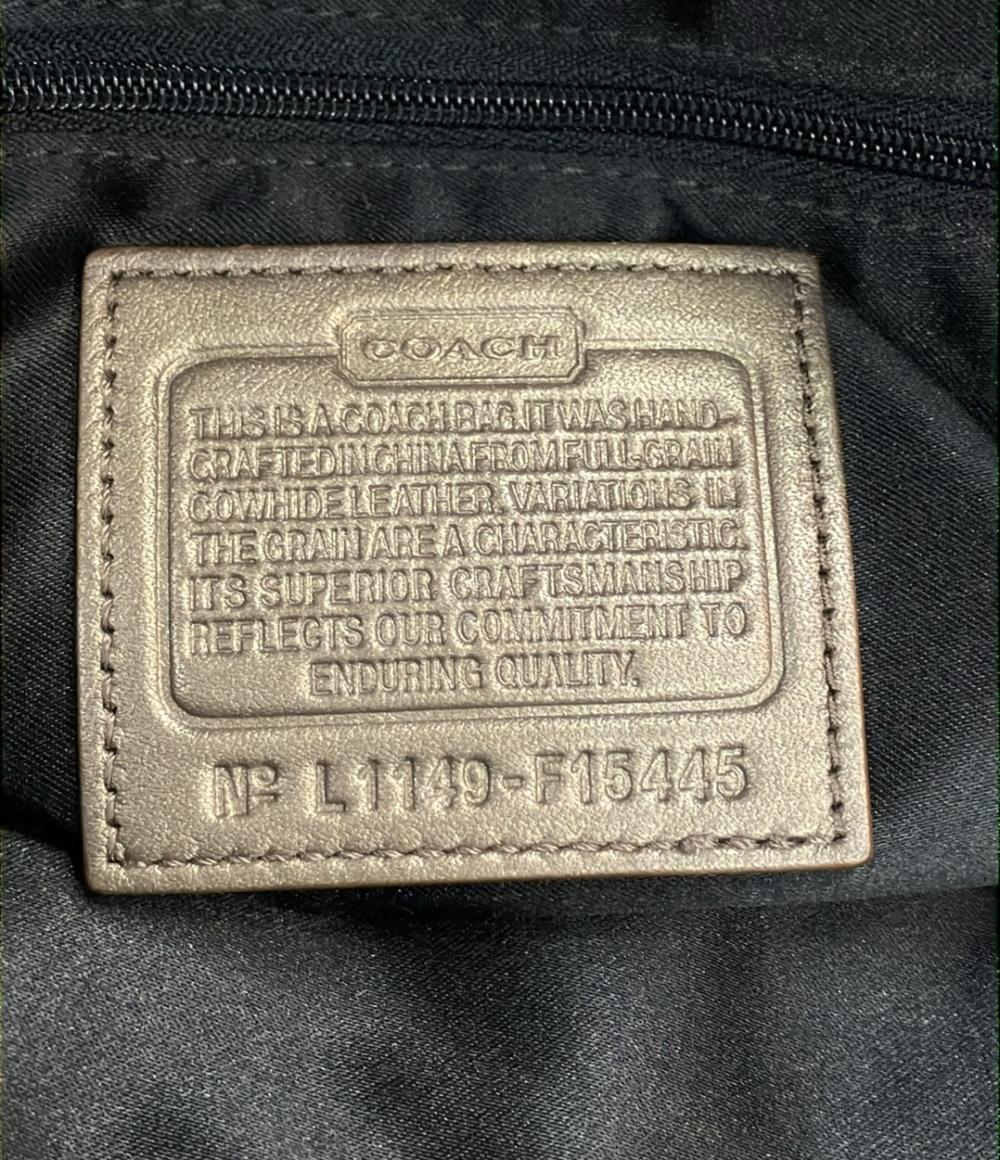 COACH
THIS IS A COACH BAG. IT WAS HAND-
CRAFTED IN CHINA FROM FULL-GRAIN
COWHIDE LEATHER. VARIATIONS IN
THE GRAIN ARE A CHARACTERISTIC.
ITS SUPERIOR CRAFTSMANSHIP
REFLECTS OUR COMMITMENT TO
ENDURING QUALITY.
Nº L1149-F15445